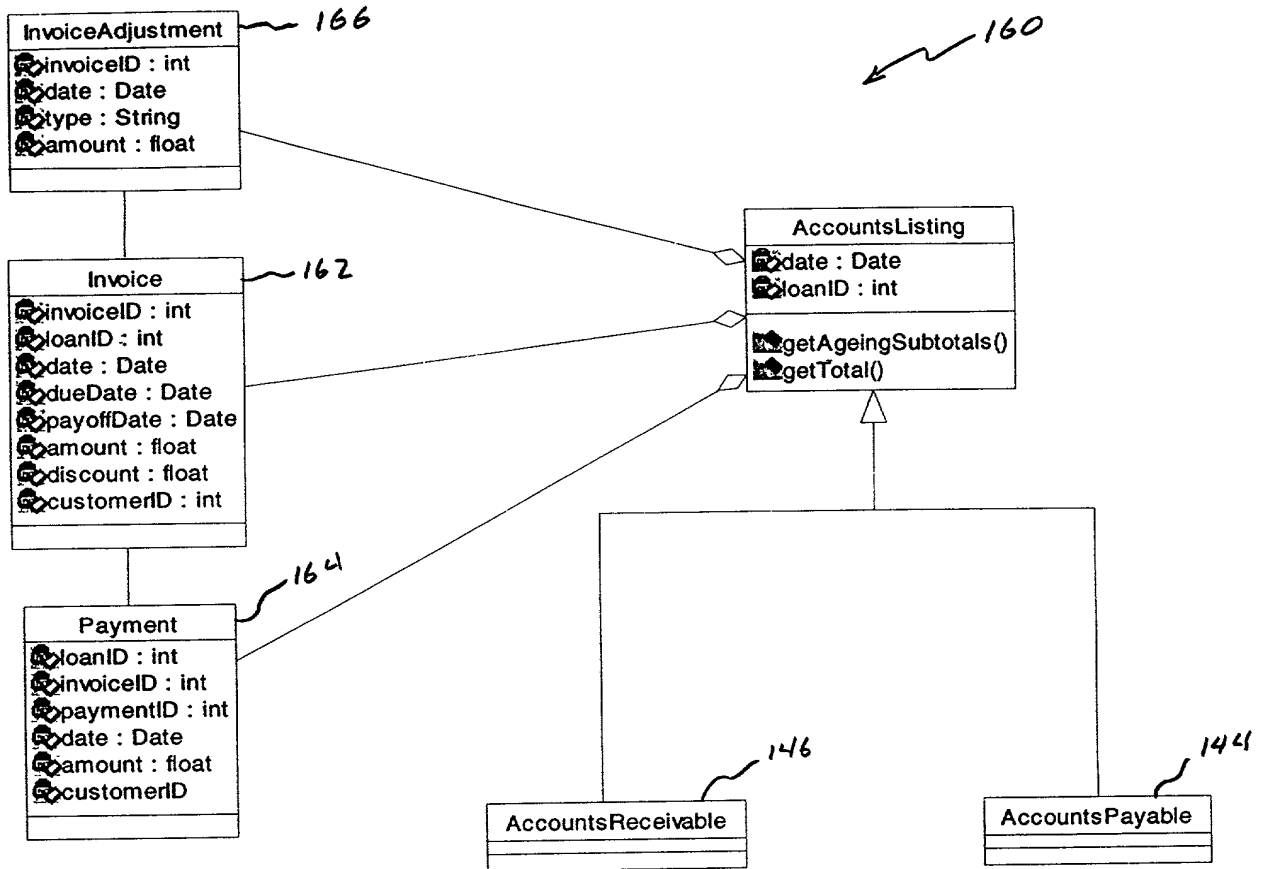 InvoiceAdjustment
invoiceID : int
date : Date
type : String
amount : float
166
160
Invoice
invoiceID : int
loanID : int
date : Date
dueDate : Date
payoffDate : Date
amount : float
discount : float
customerID : int
162
AccountsListing
date : Date
loanID : int
getAgeingSubtotals()
getTotal()
Payment
loanID : int
invoiceID : int
paymentID : int
date : Date
amount : float
customerID
164
AccountsReceivable
146
AccountsPayable
144